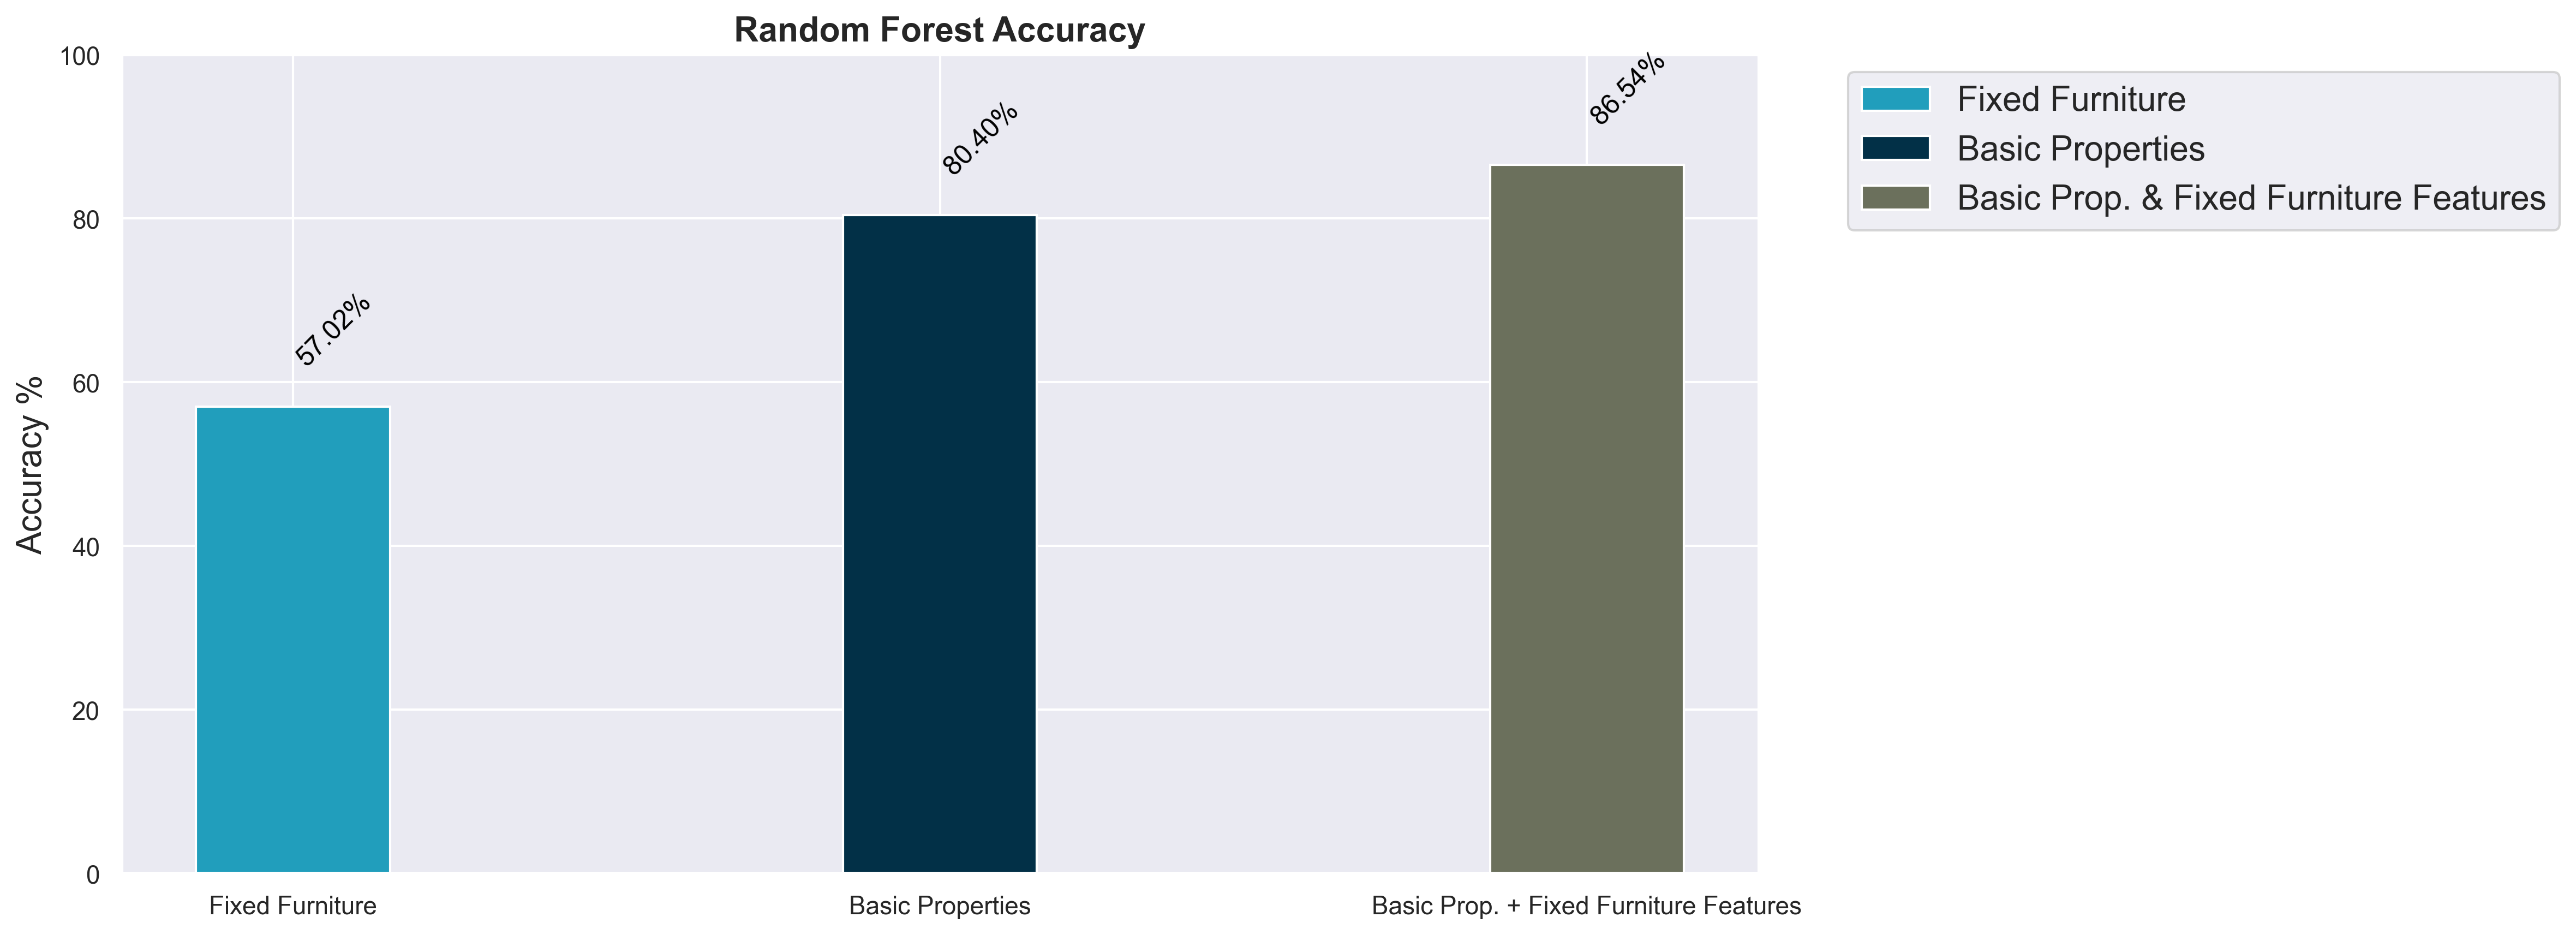 Random Forest Accuracy
100
80
60
40
20
0
Accuracy %
57.02%
80.40%
86.54%
Fixed Furniture
Basic Properties
Basic Prop. + Fixed Furniture Features
Fixed Furniture
Basic Properties
Basic Prop. & Fixed Furniture Features